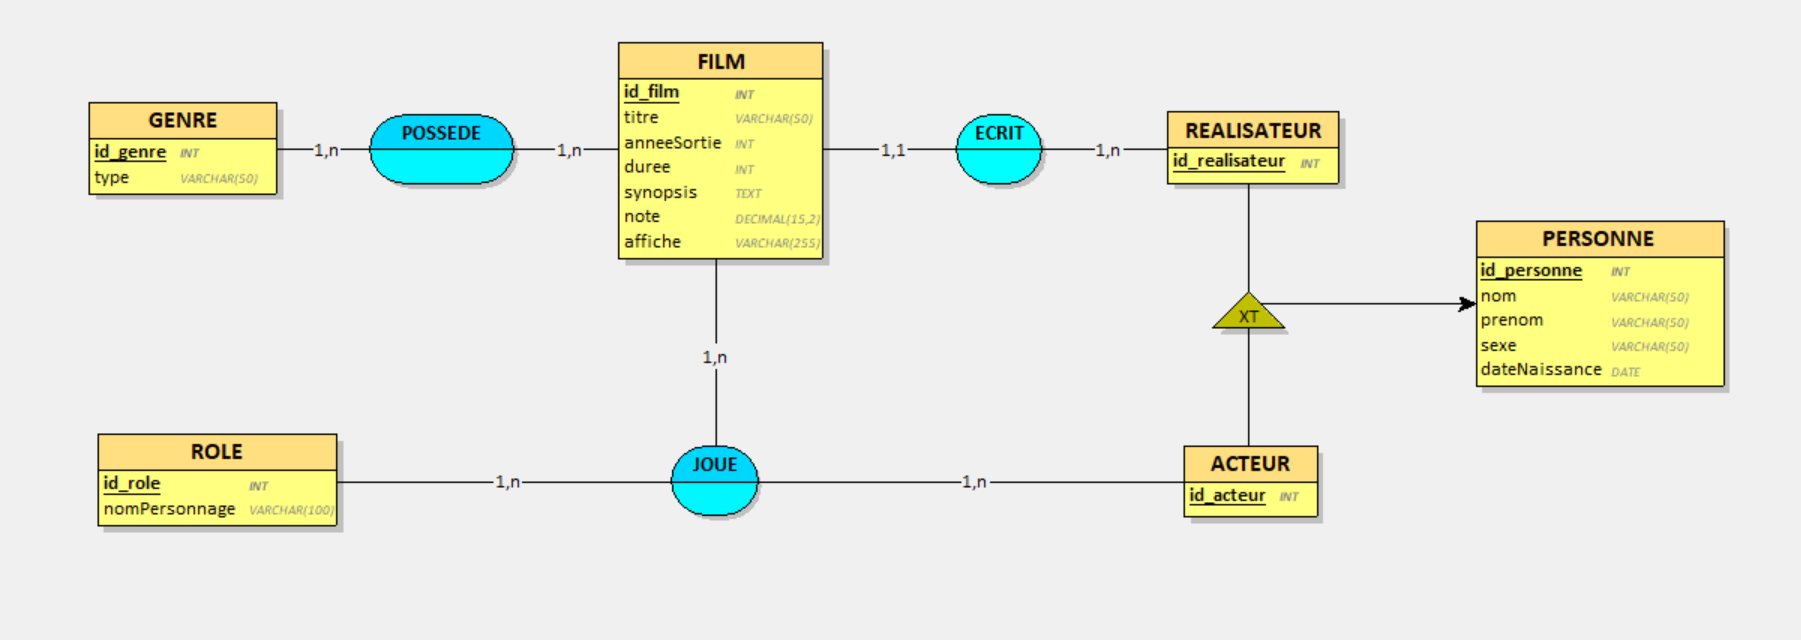 GENRE
id_genre INT
type VARCHAR(50)
1,n
POSSEDE
1,n
FILM
id_film INT
titre VARCHAR(50)
anneeSortie INT
duree INT
synopsis TEXT
note DECIMAL(15,2)
affiche VARCHAR(255)
1,1
ECRIT
1,n
REALISATEUR
id_realisateur INT
PERSONNE
id_personne INT
nom VARCHAR(50)
prenom VARCHAR(50)
sexe VARCHAR(50)
dateNaissance DATE
XT
1,n
ROLE
id_role INT
nomPersonnage VARCHAR(100)
1,n
JOUE
1,n
ACTEUR
id_acteur INT